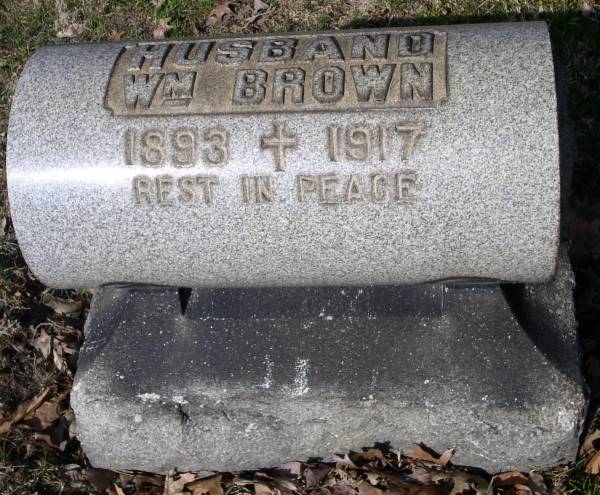 HUSBAND
WM BROWN
1893 ✝ 1917
REST IN PEACE